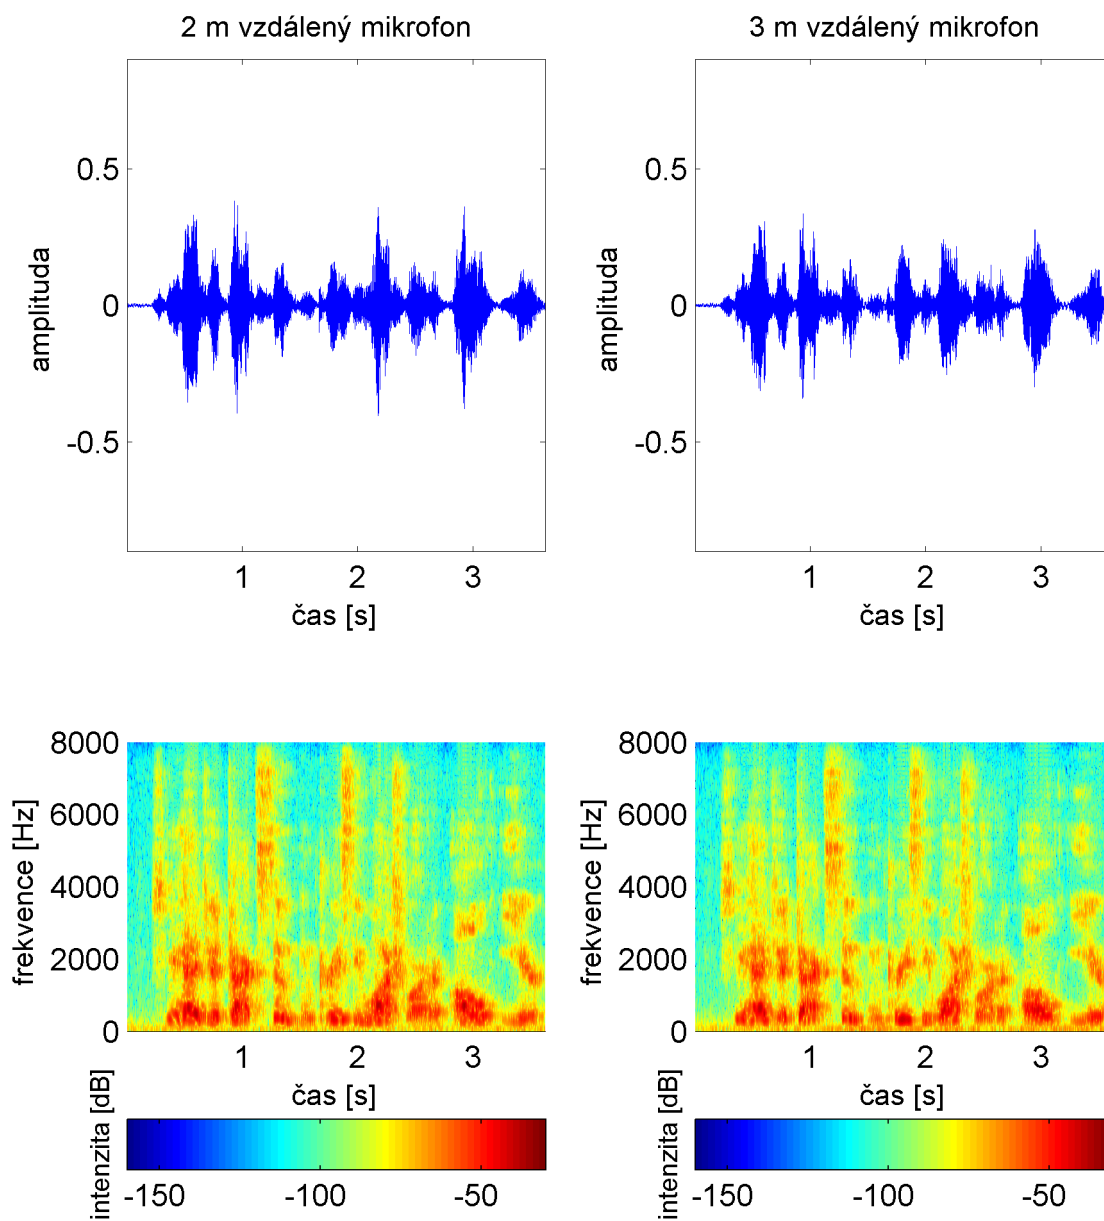 2 m vzdálený mikrofon
3 m vzdálený mikrofon
0.5
0
-0.5
amplituda
1 2 3
čas [s]
0.5
0
-0.5
amplituda
1 2 3
čas [s]
8000
6000
4000
2000
0
frekvence [Hz]
1 2 3
čas [s]
8000
6000
4000
2000
0
frekvence [Hz]
1 2 3
čas [s]
intenzita [dB]
-150 -100 -50
intenzita [dB]
-150 -100 -50